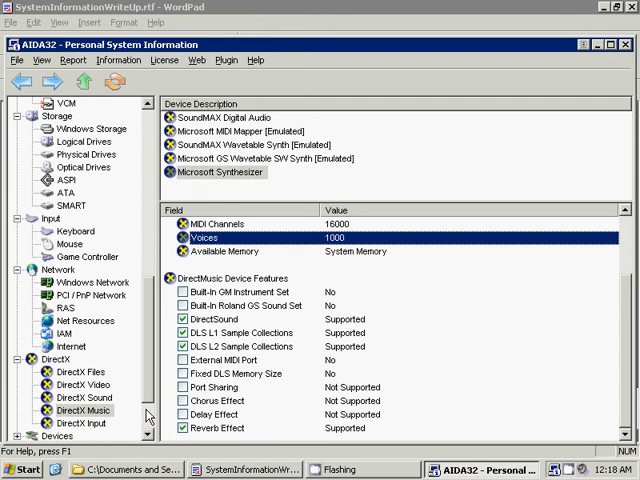 SystemInformationWriteUp.rtf - WordPad
File Edit View Insert Format Help
AIDA32 - Personal System Information
File View Report Information License Web Plugin Help
VCM
Storage
Windows Storage
Logical Drives
Physical Drives
Optical Drives
ASPI
ATA
SMART
Input
Keyboard
Mouse
Game Controller
Network
Windows Network
PCI / PnP Network
RAS
Net Resources
IAM
Internet
DirectX
DirectX Files
DirectX Video
DirectX Sound
DirectX Music
DirectX Input
Devices
Device Description
SoundMAX Digital Audio
Microsoft MIDI Mapper [Emulated]
SoundMAX Wavetable Synth [Emulated]
Microsoft GS Wavetable SW Synth [Emulated]
Microsoft Synthesizer
Field Value
MIDI Channels 16000
Voices 1000
Available Memory System Memory
DirectMusic Device Features
Built-In GM Instrument Set No
Built-In Roland GS Sound Set No
DirectSound Supported
DLS L1 Sample Collections Supported
DLS L2 Sample Collections Supported
External MIDI Port No
Fixed DLS Memory Size No
Port Sharing Not Supported
Chorus Effect Not Supported
Delay Effect Not Supported
Reverb Effect Supported
For Help, press F1 NUM
Start C:\Documents and Se... SystemInformationWr... Flashing AIDA32 - Personal ... 12:18 AM